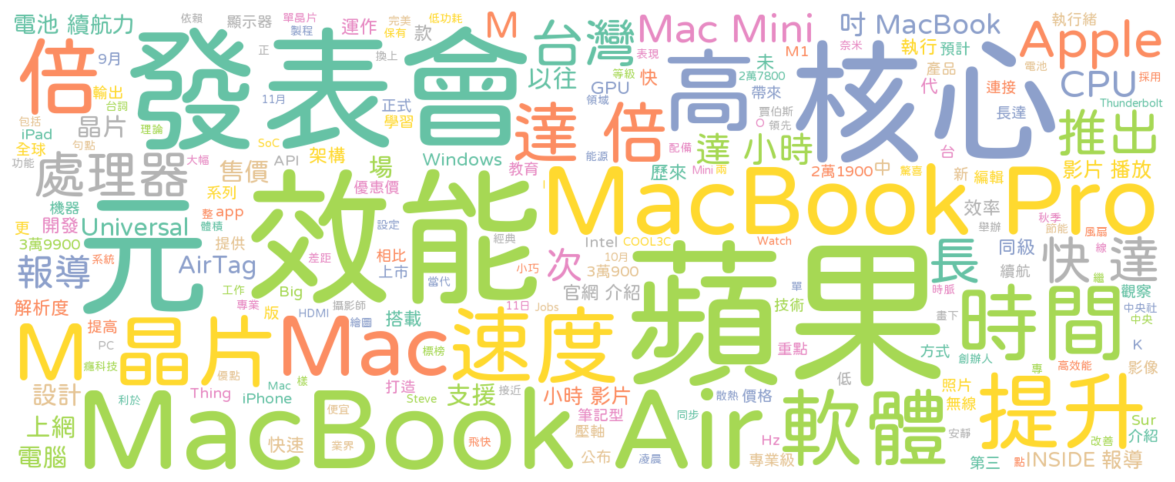 電池 續航力
依賴
顯示器
單晶片
製程
運作
完美
保有
換上
低功耗
款
M
台灣
Mac Mini
吋 MacBook
執行緒
Apple
倍
9月
發表會
正
以往
快
等級
表現
奈米
M1
未
2萬7800
執行
預計
高
核心
產品
代
連接
電池
CPU
採用
Thunderbolt
輸出
台詞
11月
正式
學習
GPU
領域
帶來
賈伯斯
領先
O
長達
推出
包括
iPad
晶片
理論
全球
句點
功能
SoC
API
架構
場
Windows
達 倍
達 小時
能源
配備
教育
台
影片 播放
處理器
大幅
售價
系列
優惠價
歷來
Mini
兩
2萬1900
中
驚喜
新
編輯
MacBook Pro
機器
開發
更
整
體積
app
元
效能
設定
經典
Universal
3萬9900
系統
提供
差距
相比
上市
當代
Intel
COOL3C
Watch
10月
小巧
次
3萬900
官網 介紹
蘋果
長
效率
舉辦
秋季
節能
風扇
線
同級
續航
快 達
繼
報導
AirTag
工作
專業
Big
版
攝影師
HDMI
繪圖
11日
Jobs
單
技術
時脈
畫下
時間
觀察
中央社
中央
解析度
提高
PC
M 晶片
Mac
搭載
標榜
速度
重點
方式
創辦人
K
專
高效能
影像
癮科技
優點
設計
利於
Thing
Mac
iPhone
樣
打造
接近
Steve
支援
小時 影片
筆記型
散熱
價格
低
照片
無線
提升
上網
電腦
MacBook Air
快速
便宜
業界
飛快
壓軸
公布
凌晨
同步
Hz
專業級
軟體
安靜
第三
點
Sur
介紹
改善
INSIDE 報導